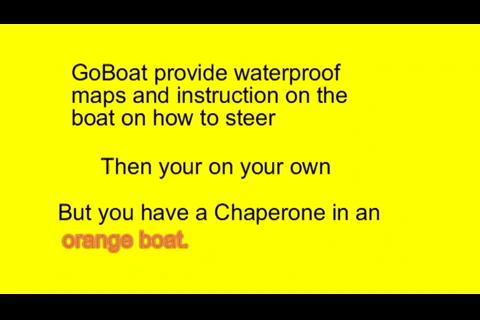 GoBoat provide waterproof
maps and instruction on the
boat on how to steer
Then your on your own
But you have a Chaperone in an
orange boat.